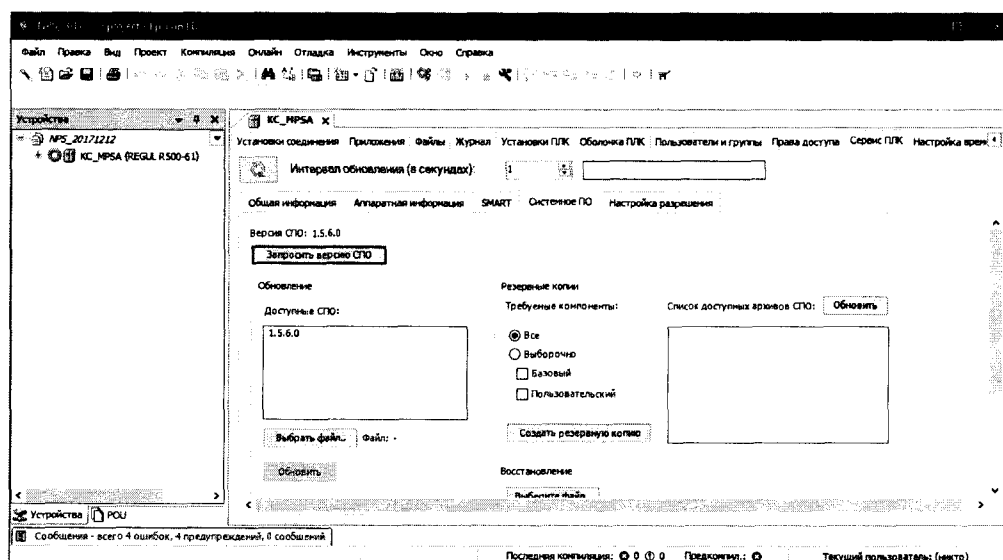 Файл Правка Вид Проект Компиляция Онлайн Отладка Инструменты Окно Справка
Устройства
NPS_20171212
KC_MPSA (REGUL R500-61)
KC_MPSA x
Установки соединения Приложения Файлы Журнал Установки ПЛК Оболочка ПЛК Пользователи и группы Права доступа Сервис ПЛК Настройка врем
Интервал обновления (в секундах): 1
Общая информация Аппаратная информация SMART Системное ПО Настройка разрешения
Версия СПО: 1.5.6.0
Запросить версию СПО
Обновление
Доступные СПО:
1.5.6.0
Выбрать файл... Файл: -
Обновить
Резервные копии
Требуемые компоненты:
Все
Выборочно
Базовый
Пользовательский
Создать резервную копию
Список доступных архивов СПО: Обновить
Восстановление
Выберите файл
Устройства POU
Сообщения - всего 4 ошибок, 4 предупреждений, 0 сообщений
Последняя компиляция: 0 0 Предкомпил.: Текущий пользователь: (никто)